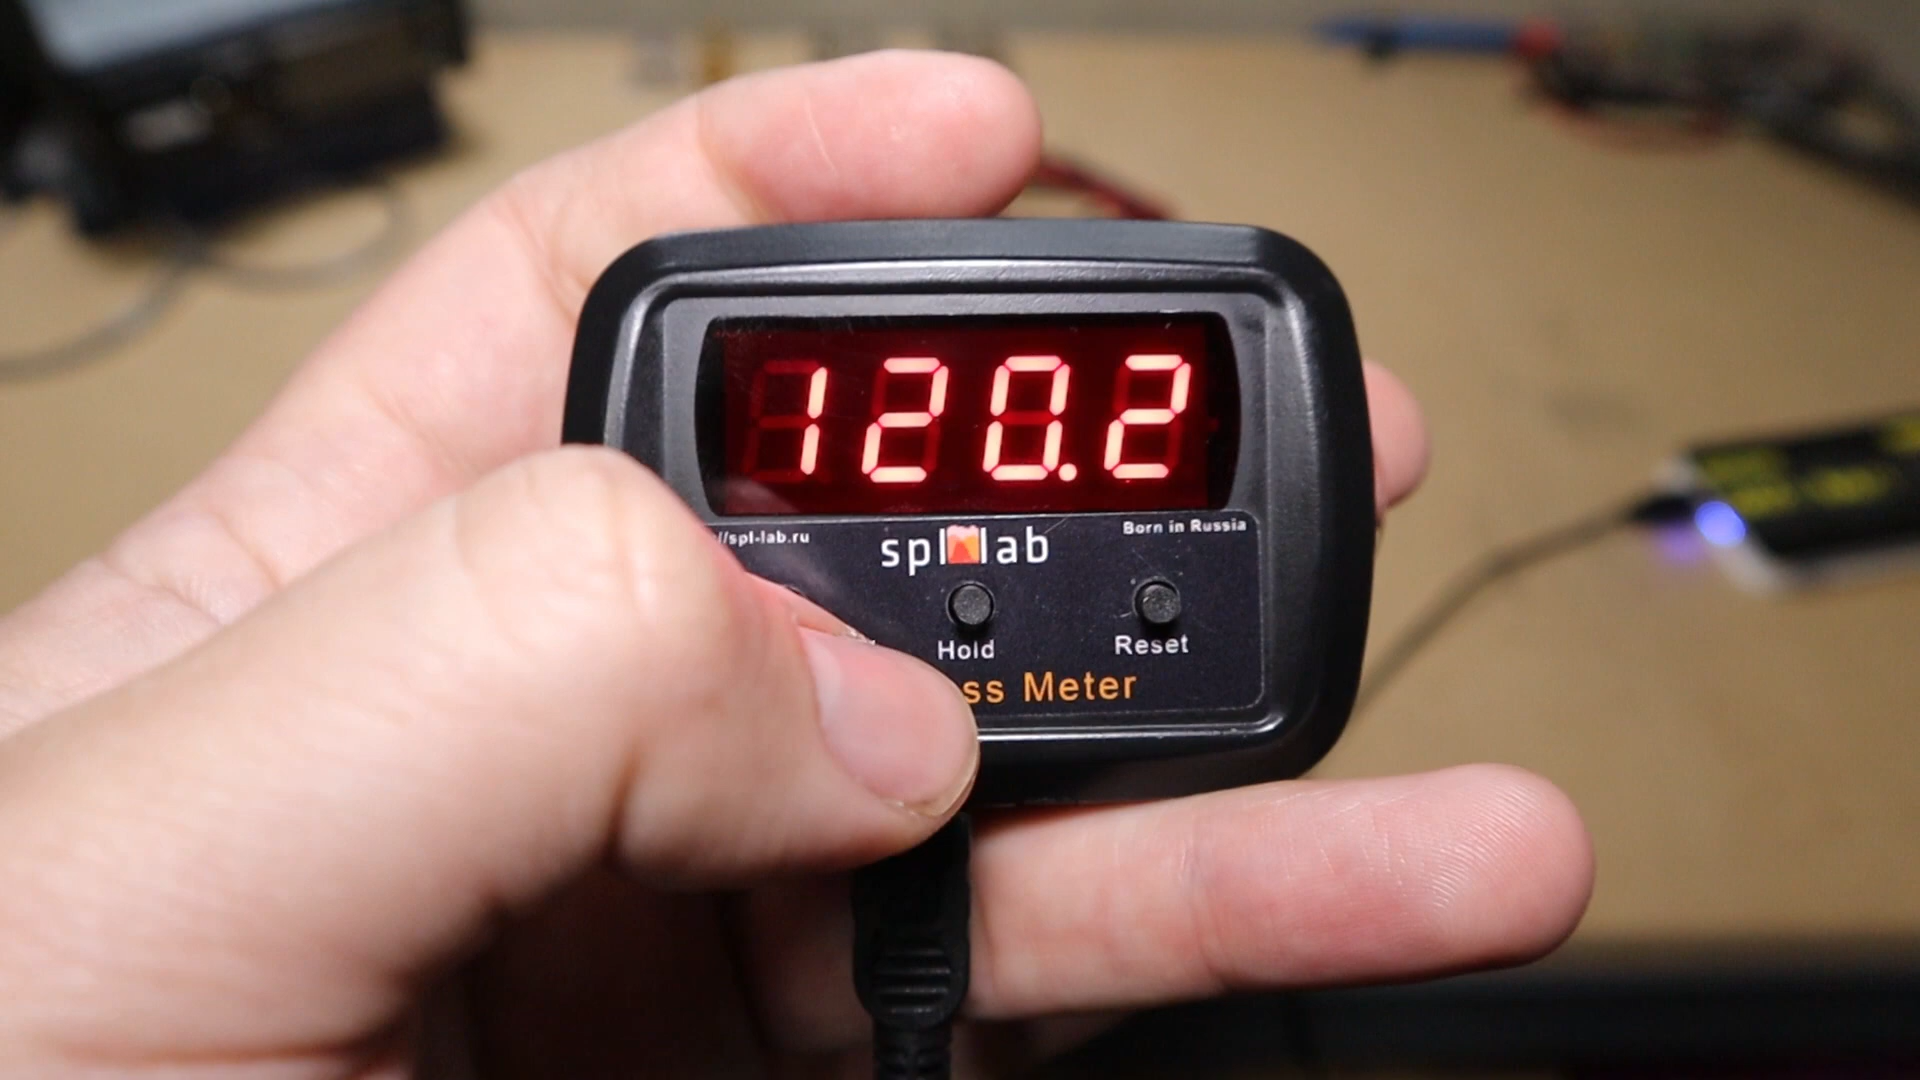 120.2
//spl-lab.ru
Born in Russia
spl lab
Hold
Reset
ss Meter